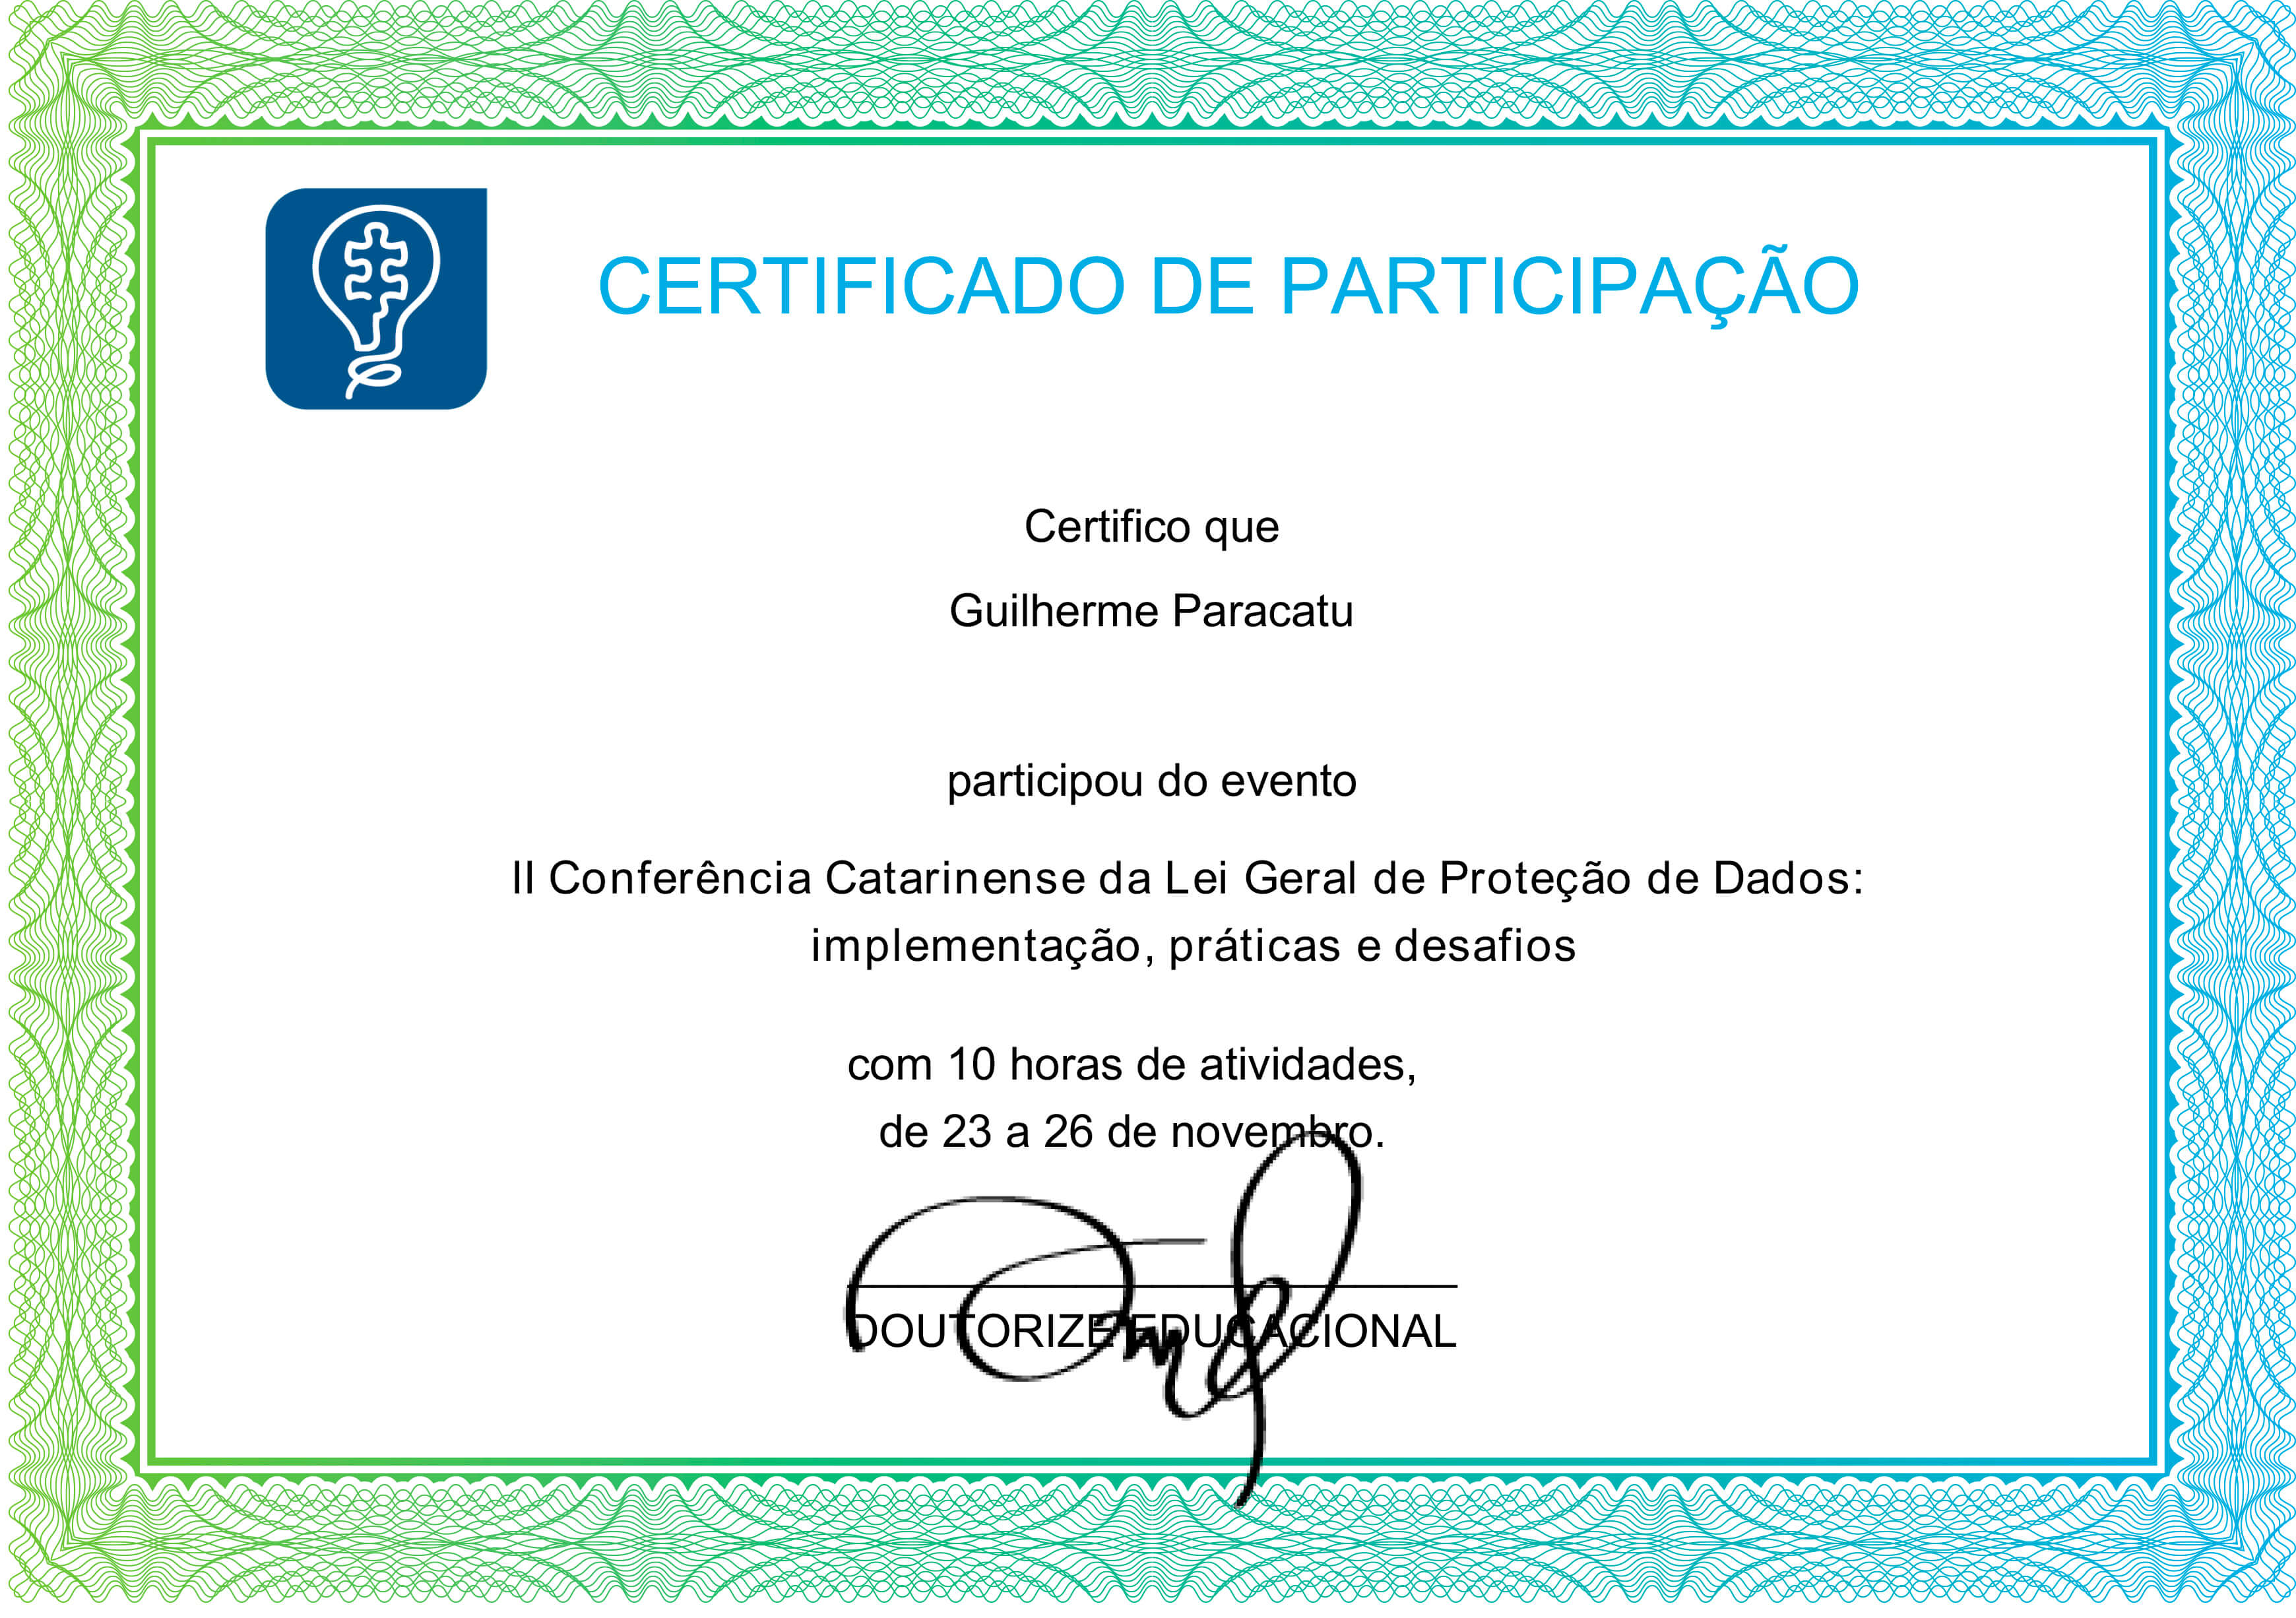 CERTIFICADO DE PARTICIPAÇÃO
Certifico que
Guilherme Paracatu
participou do evento
II Conferência Catarinense da Lei Geral de Proteção de Dados:
implementação, práticas e desafios
com 10 horas de atividades,
de 23 a 26 de novembro.
DOUTORIZE EDUCACIONAL